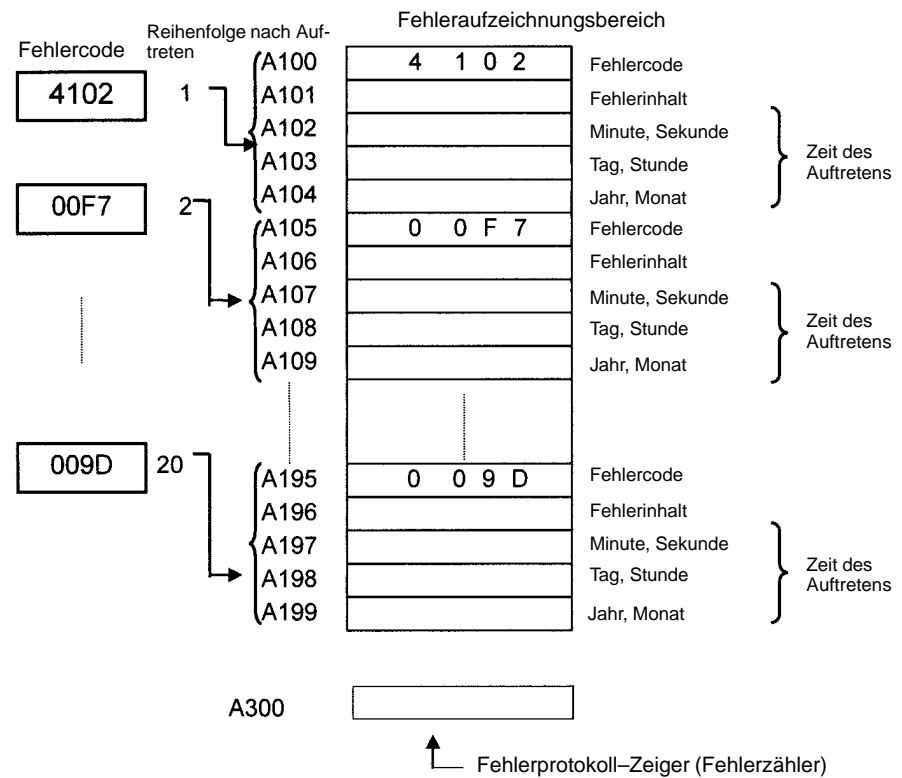 Fehleraufzeichnungsbereich
Reihenfolge nach Auf-
treten
Fehlercode
A100 4 1 0 2 Fehlercode
4102 1 A101 Fehlerinhalt
A102 Minute, Sekunde
A103 Tag, Stunde
Zeit des
Auftretens
A104 Jahr, Monat
00F7 2 A105 0 0 F 7 Fehlercode
A106 Fehlerinhalt
A107 Minute, Sekunde
A108 Tag, Stunde
Zeit des
Auftretens
A109 Jahr, Monat
009D 20 A195 0 0 9 D Fehlercode
A196 Fehlerinhalt
A197 Minute, Sekunde
A198 Tag, Stunde
Zeit des
Auftretens
A199 Jahr, Monat
A300
Fehlerprotokoll–Zeiger (Fehlerzähler)